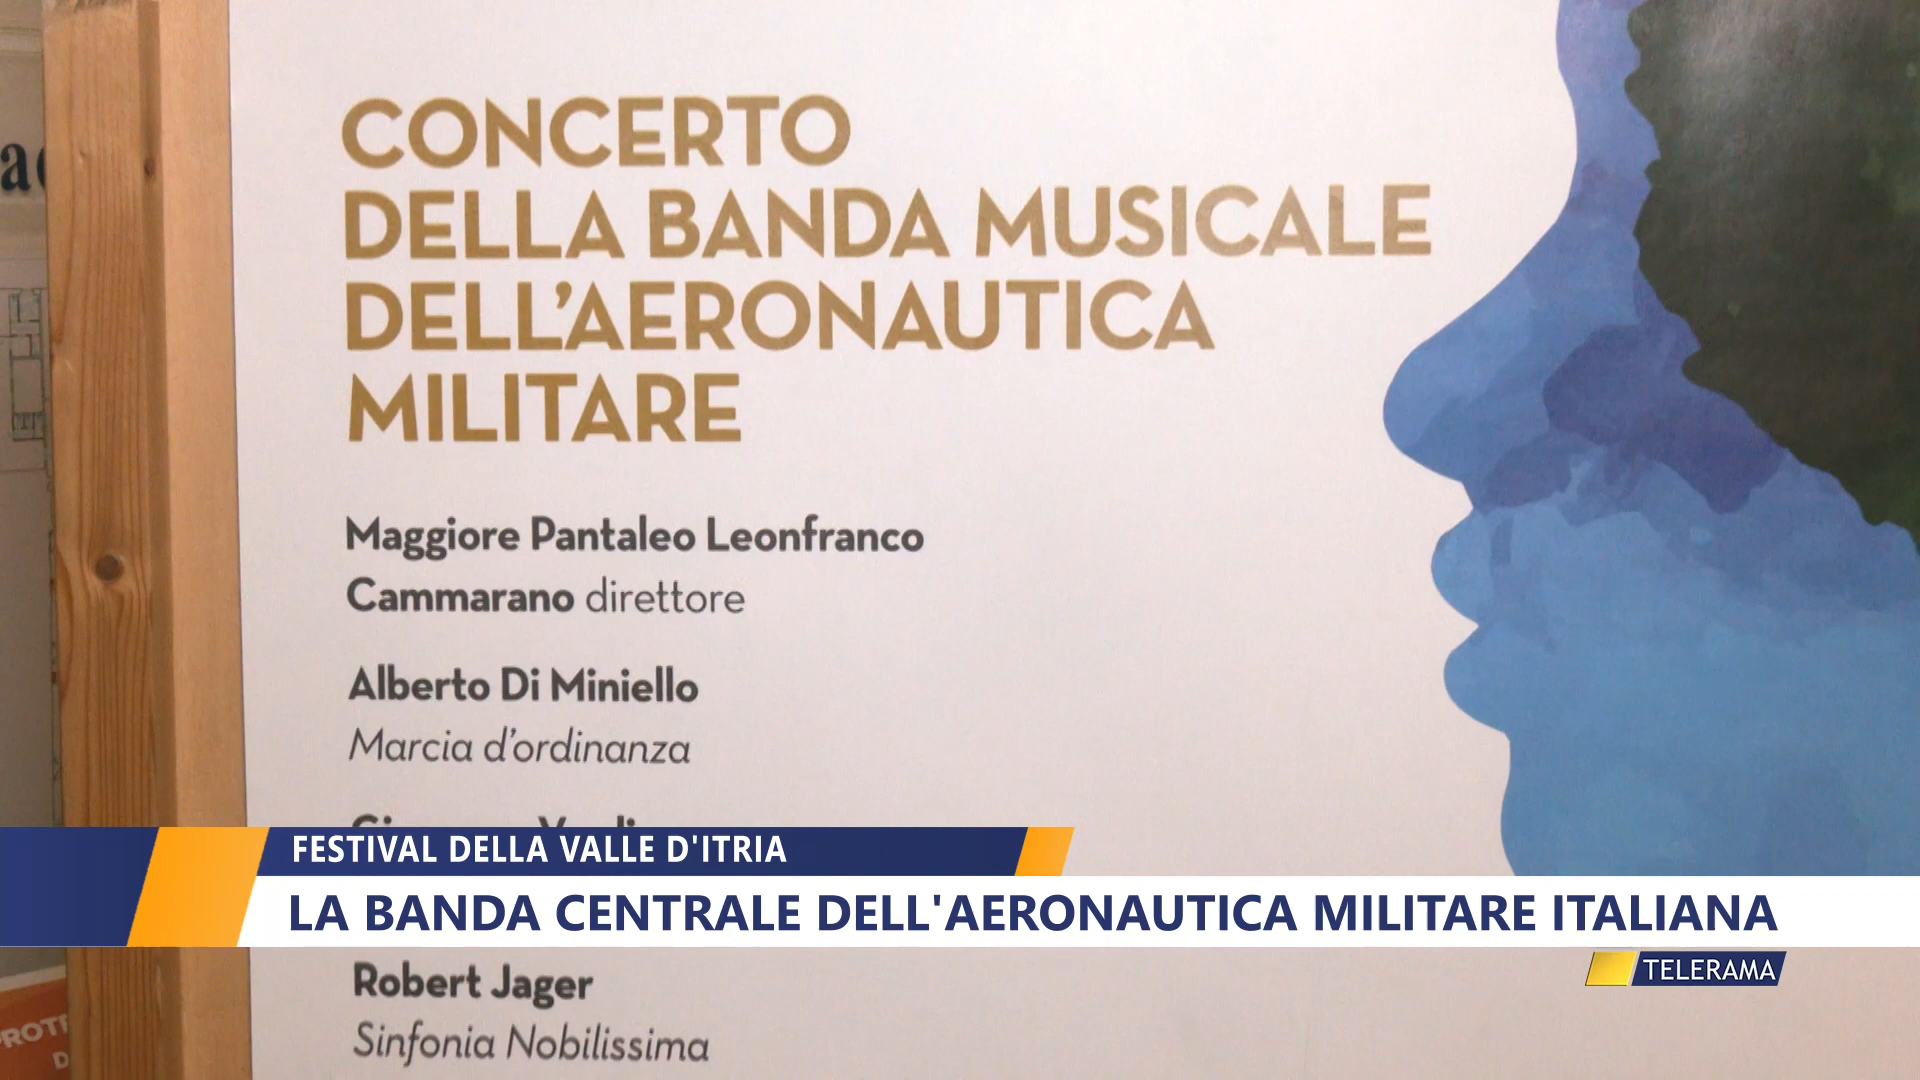 CONCERTO
DELLA BANDA MUSICALE
DELL'AERONAUTICA
MILITARE
Maggiore Pantaleo Leonfranco
Cammarano direttore
Alberto Di Miniello
Marcia d'ordinanza
FESTIVAL DELLA VALLE D'ITRIA
LA BANDA CENTRALE DELL'AERONAUTICA MILITARE ITALIANA
TELERAMA
Robert Jager
Sinfonia Nobilissima